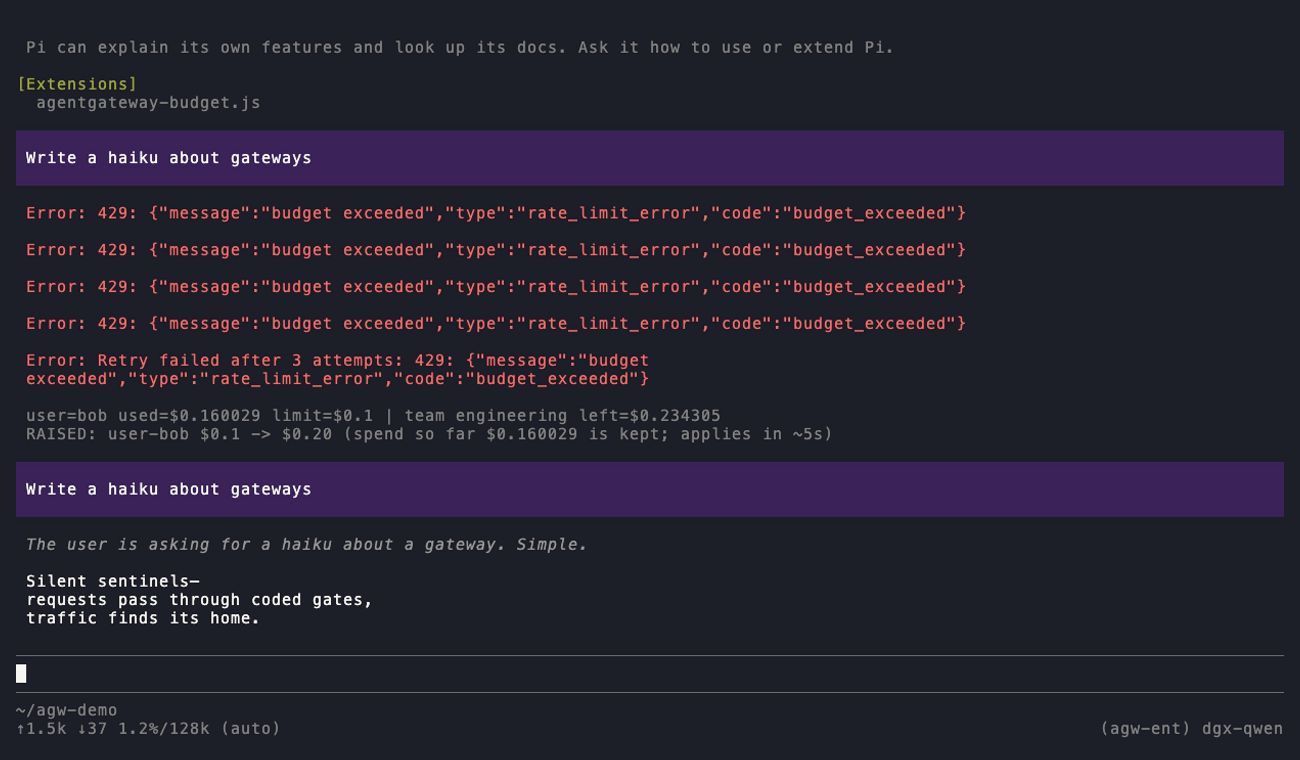 Pi can explain its own features and look up its docs. Ask it how to use or extend Pi.
[Extensions]
agentgateway-budget.js
Write a haiku about gateways
Error: 429: {"message":"budget exceeded","type":"rate_limit_error","code":"budget_exceeded"}
Error: 429: {"message":"budget exceeded","type":"rate_limit_error","code":"budget_exceeded"}
Error: 429: {"message":"budget exceeded","type":"rate_limit_error","code":"budget_exceeded"}
Error: 429: {"message":"budget exceeded","type":"rate_limit_error","code":"budget_exceeded"}
Error: Retry failed after 3 attempts: 429: {"message":"budget
exceeded","type":"rate_limit_error","code":"budget_exceeded"}
user=bob used=$0.160029 limit=$0.1 | team engineering left=$0.234305
RAISED: user-bob $0.1 -> $0.20 (spend so far $0.160029 is kept; applies in ~5s)
Write a haiku about gateways
The user is asking for a haiku about a gateway. Simple.
Silent sentinels—
requests pass through coded gates,
traffic finds its home.
~/agw-demo
↑1.5k ↓37 1.2%/128k (auto) (agw-ent) dgx-qwen